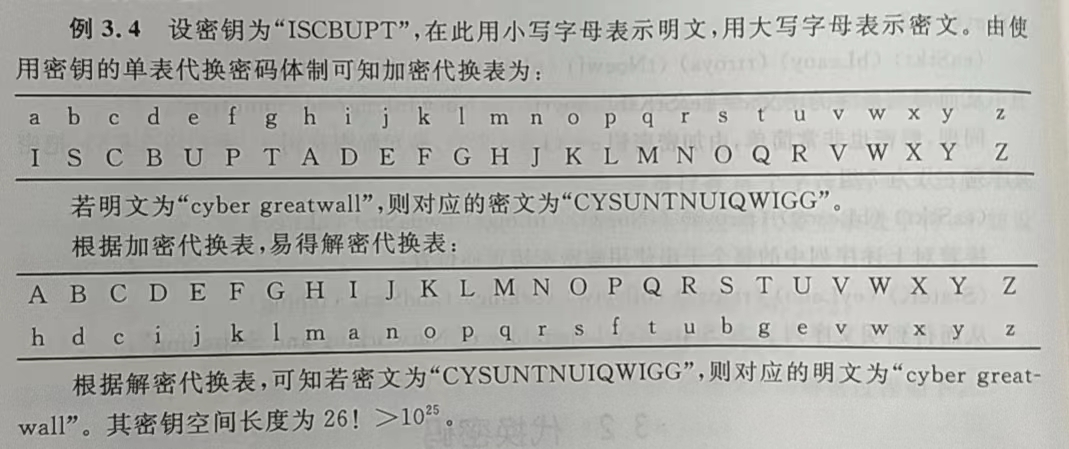 例 3.4 设密钥为“ISCBUPT”,在此用小写字母表示明文,用大写字母表示密文。由使
用密钥的单表代换密码体制可知加密代换表为:
a b c d e f g h i j k l m n o p q r s t u v w x y z
I S C B U P T A D E F G H J K L M N O Q R V W X Y Z
若明文为“cyber greatwall”,则对应的密文为“CYSUNTNUIQWIGG”。
根据加密代换表,易得解密代换表:
A B C D E F G H I J K L M N O P Q R S T U V W X Y Z
h d c i j k l m a n o p q r s f t u b g e v w x y z
根据解密代换表,可知若密文为“CYSUNTNUIQWIGG”,则对应的明文为“cyber great-
wall”。其密钥空间长度为 26! >10²⁵。